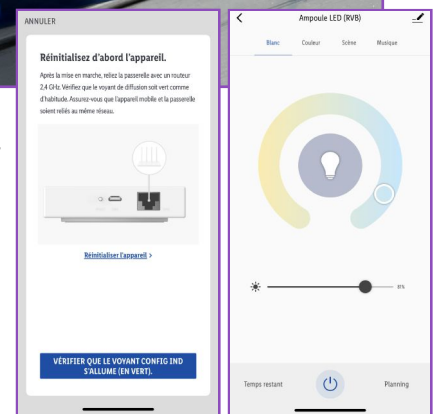 ANNULER
Réinitialisez d'abord l'appareil.
Après la mise en marche, reliez la passerelle avec un routeur
2,4 GHz. Vérifiez que le voyant de diffusion soit vert comme
d'habitude. Assurez-vous que l'appareil mobile et la passerelle
soient reliés au même réseau.
Réinitialiser l'appareil >
VÉRIFIER QUE LE VOYANT CONFIG IND
S'ALLUME (EN VERT).
Ampoule LED (RVB)
Blanc Couleur Scène Musique
81%
Temps restant Planning